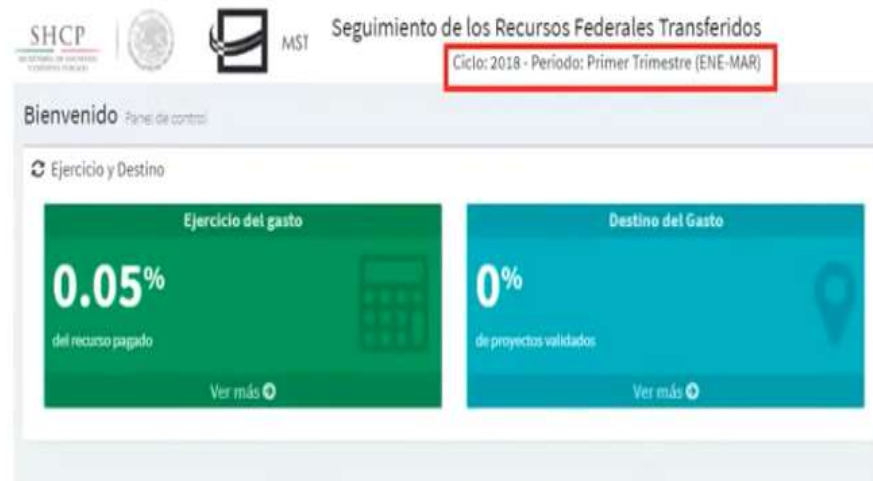 SHCP
MST
Seguimiento de los Recursos Federales Transferidos
Ciclo: 2018 - Periodo: Primer Trimestre (ENE-MAR)
Bienvenido Panel de control
Ejercicio y Destino
Ejercicio del gasto
0.05%
del recurso pagado
Ver más
Destino del Gasto
0%
de proyectos validados
Ver más